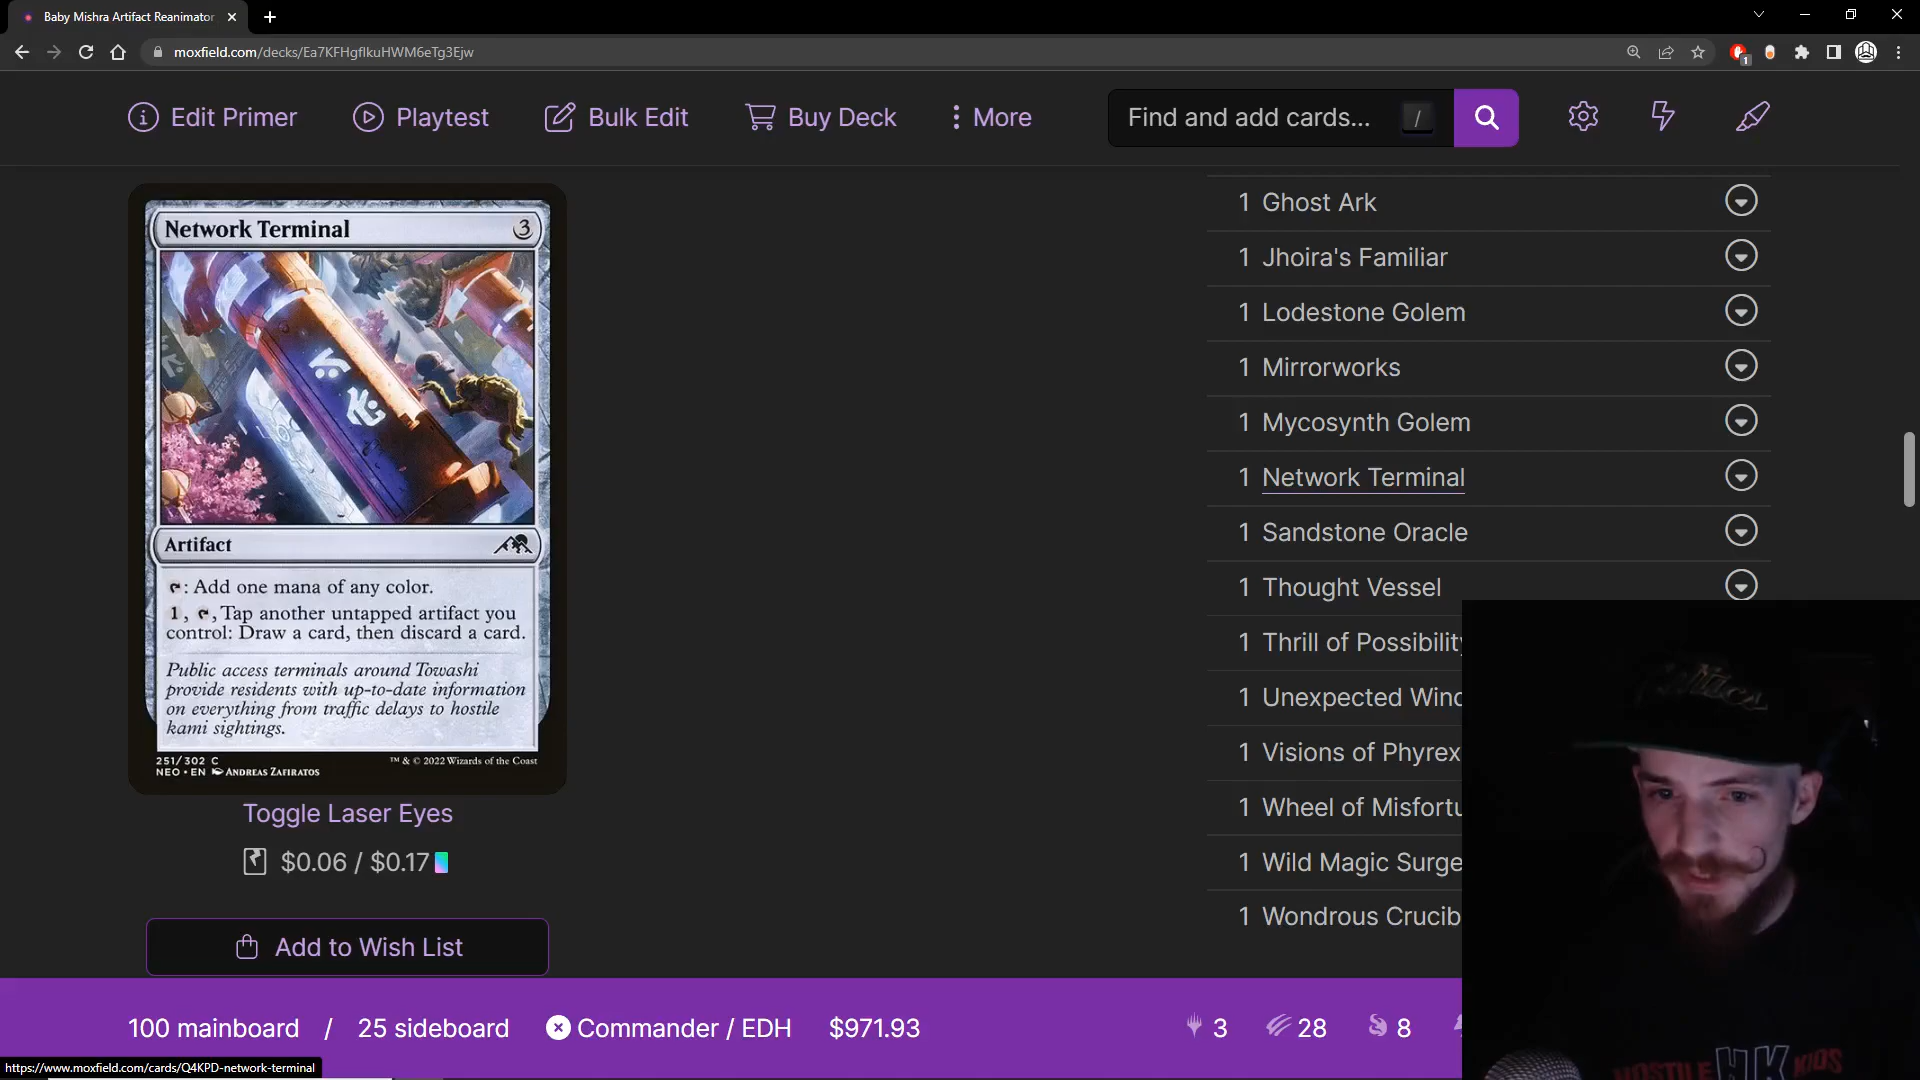 Baby Mishra Artifact Reanimator
moxfield.com/decks/Ea7KFHgflkuHWM6eTg3Ejw
1
Edit Primer
Playtest
Bulk Edit
Buy Deck
More
Find and add cards...
/
Network Terminal 3
Artifact
: Add one mana of any color.
1, , Tap another untapped artifact you
control: Draw a card, then discard a card.
Public access terminals around Towashi
provide residents with up-to-date information
on everything from traffic delays to hostile
kami sightings.
251/302 C
NEO • EN ANDREAS ZAFIRATOS
™ & © 2022 Wizards of the Coast
Toggle Laser Eyes
$0.06 / $0.17
Add to Wish List
1 Ghost Ark
1 Jhoira's Familiar
1 Lodestone Golem
1 Mirrorworks
1 Mycosynth Golem
1 Network Terminal
1 Sandstone Oracle
1 Thought Vessel
1 Thrill of Possibility
1 Unexpected Wind
1 Visions of Phyrex
1 Wheel of Misfortu
1 Wild Magic Surge
1 Wondrous Crucib
100 mainboard / 25 sideboard
Commander / EDH
$971.93
3
28
8
https://www.moxfield.com/cards/Q4KPD-network-terminal
HOSTILE HK KIDS